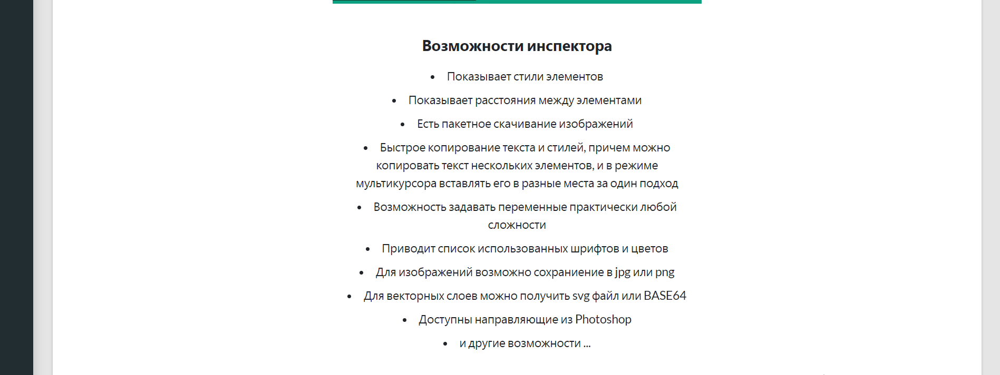 Возможности инспектора
• Показывает стили элементов
• Показывает расстояния между элементами
• Есть пакетное скачивание изображений
• Быстрое копирование текста и стилей, причем можно
копировать текст нескольких элементов, и в режиме
мультикурсора вставлять его в разные места за один подход
• Возможность задавать переменные практически любой
сложности
• Приводит список использованных шрифтов и цветов
• Для изображений возможно сохраниение в jpg или png
• Для векторных слоев можно получить svg файл или BASE64
• Доступны направляющие из Photoshop
• и другие возможности ...